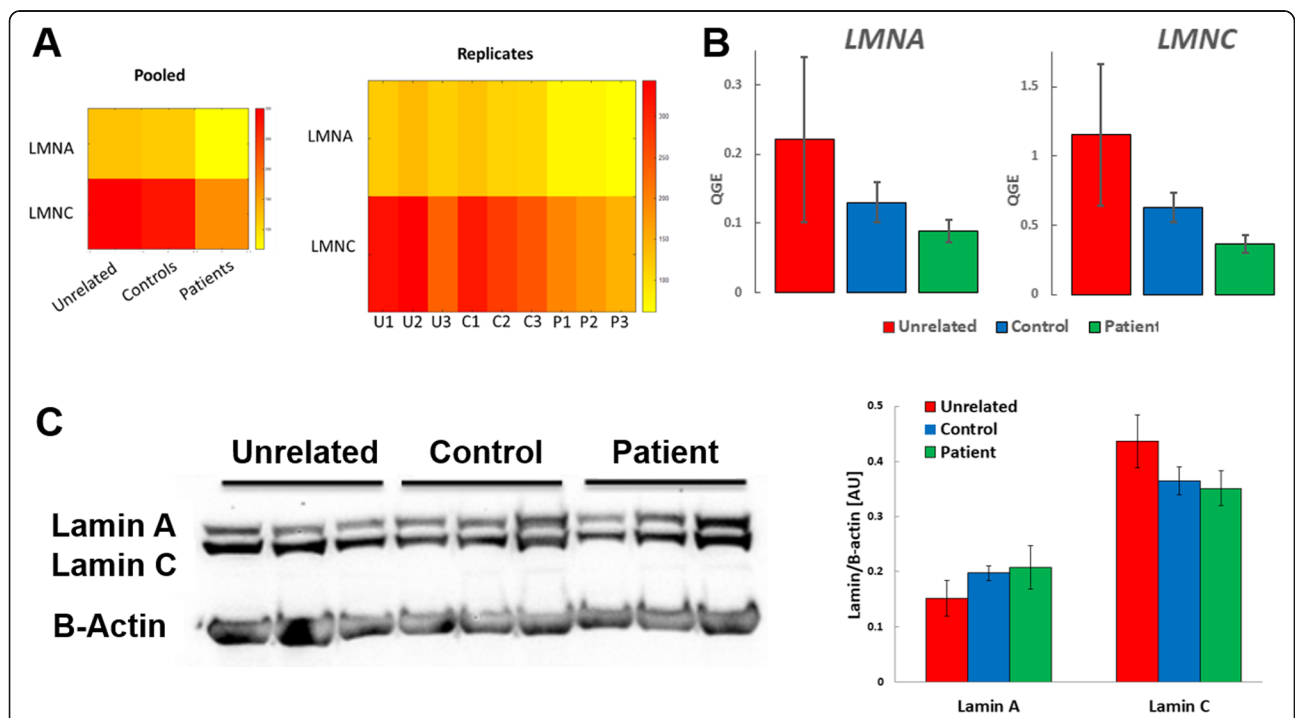 A
B
Pooled
Replicates
LMNA
LMNC
Unrelated
Controls
Patients
LMNA
LMNC
U1 U2 U3 C1 C2 C3 P1 P2 P3
300
250
200
150
100
LMNA
QGE
0.3
0.2
0.1
0
LMNC
QGE
1.5
1
0.5
0
Unrelated Control Patient
C
Unrelated Control Patient
Lamin A
Lamin C
B-Actin
Lamin/B-actin [AU]
0.5
0.4
0.3
0.2
0.1
0
Unrelated
Control
Patient
Lamin A Lamin C